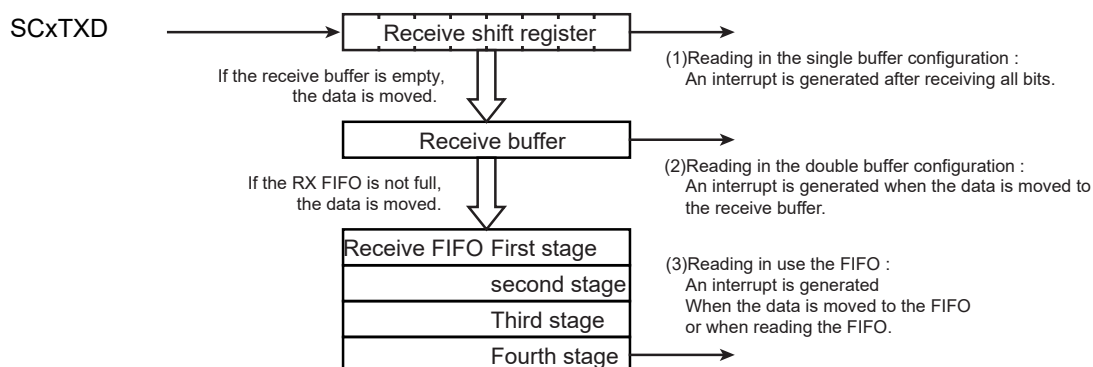 SCxTXD
Receive shift register
(1)Reading in the single buffer configuration :
An interrupt is generated after receiving all bits.
If the receive buffer is empty,
the data is moved.
Receive buffer
(2)Reading in the double buffer configuration :
An interrupt is generated when the data is moved to
the receive buffer.
If the RX FIFO is not full,
the data is moved.
Receive FIFO First stage
second stage
Third stage
Fourth stage
(3)Reading in use the FIFO :
An interrupt is generated
When the data is moved to the FIFO
or when reading the FIFO.